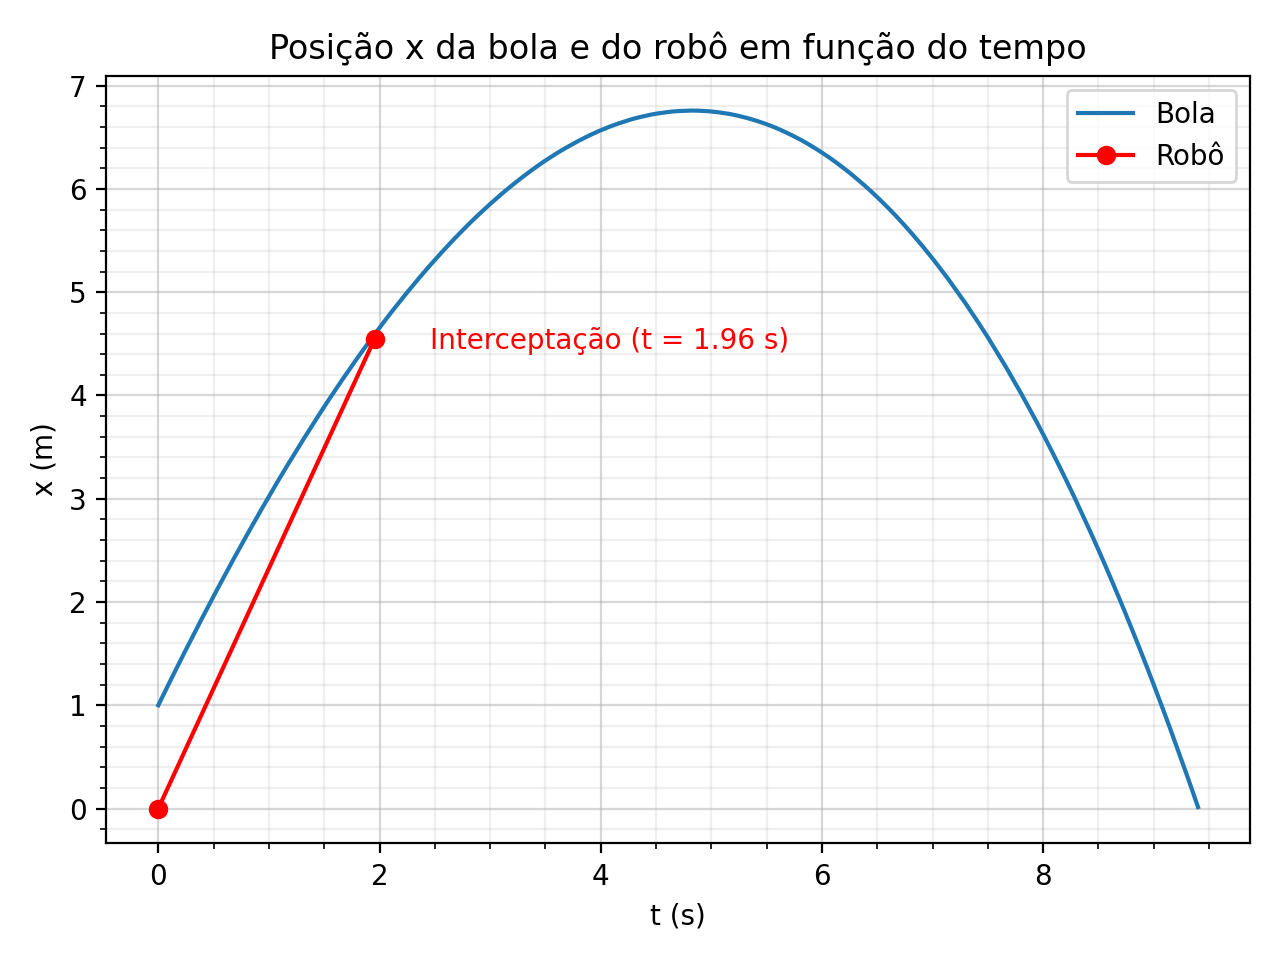 Posição x da bola e do robô em função do tempo
7
6
5
4
3
2
1
0
x (m)
Bola
Robô
Interceptação (t = 1.96 s)
0
2
4
6
8
t (s)